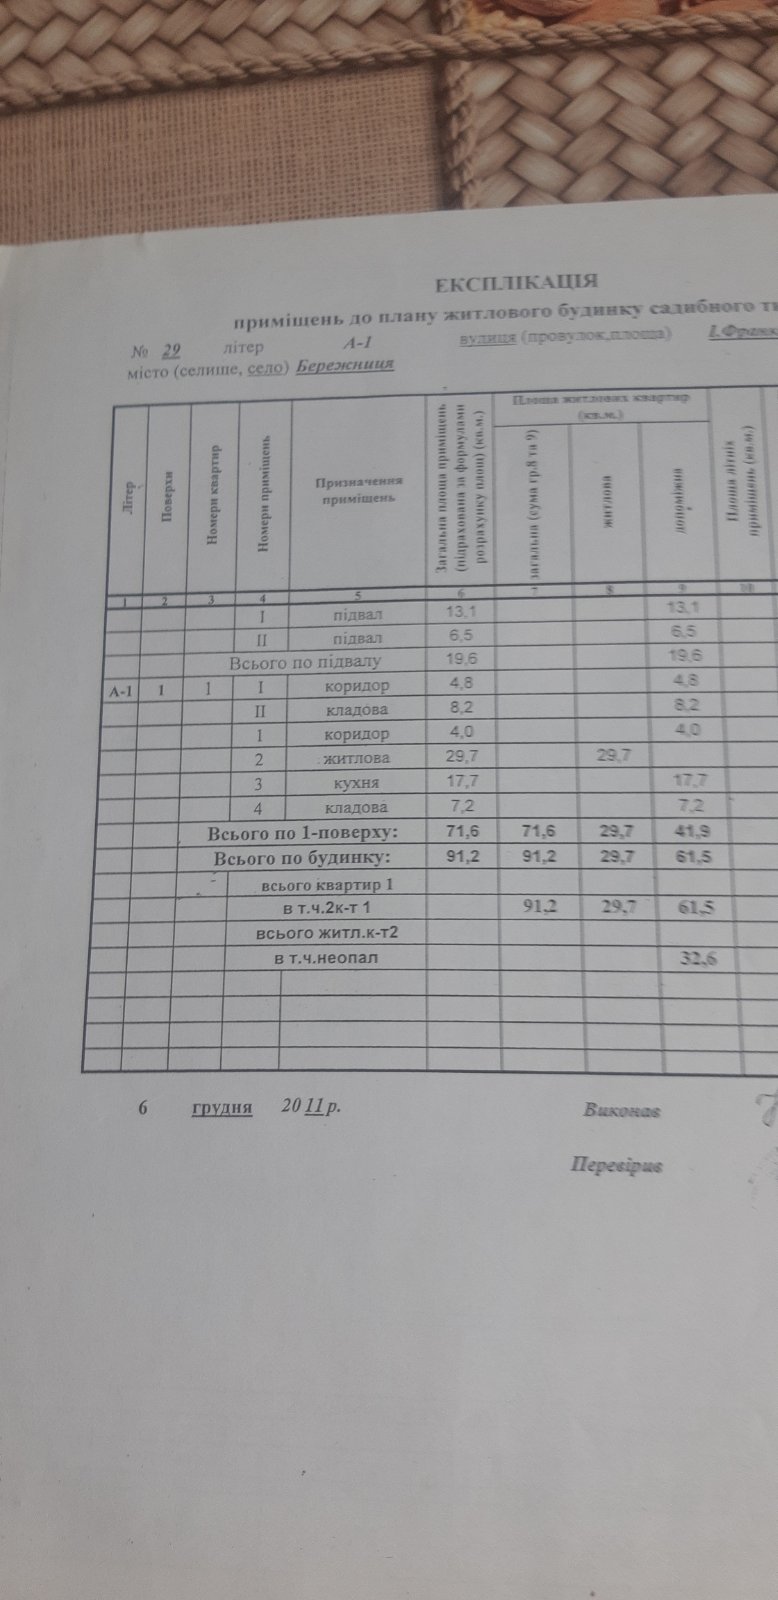 ЕКСПЛІКАЦІЯ
приміщень до плану житлового будинку садибного ти
№ 29 літер А-1 вулиця (провулок,площа) І.Франк
місто (селище, село) Бережниця
Літер Поверхи Номери квартир Номери приміщень Призначення приміщень Загальна площа приміщень (підрахована за формулами розрахунку площ) (кв.м.) Площа житлових квартир (кв.м.) загальна (сума гр.8 та 9) житлова допоміжна Площа літніх приміщень (кв.м.)
1 2 3 4 5 6 7 8 9 10
I підвал 13,1 13,1
II підвал 6,5 6,5
Всього по підвалу 19,6 19,6
А-1 1 1 I коридор 4,8 4,8
II кладова 8,2 8,2
1 коридор 4,0 4,0
2 житлова 29,7 29,7
3 кухня 17,7 17,7
4 кладова 7,2 7,2
Всього по 1-поверху: 71,6 71,6 29,7 41,9
Всього по будинку: 91,2 91,2 29,7 61,5
всього квартир 1
в т.ч.2к-т 1 91,2 29,7 61,5
всього житл.к-т2
в т.ч.неопал 32,6
6 грудня 2011р. Виконав
Перевірив